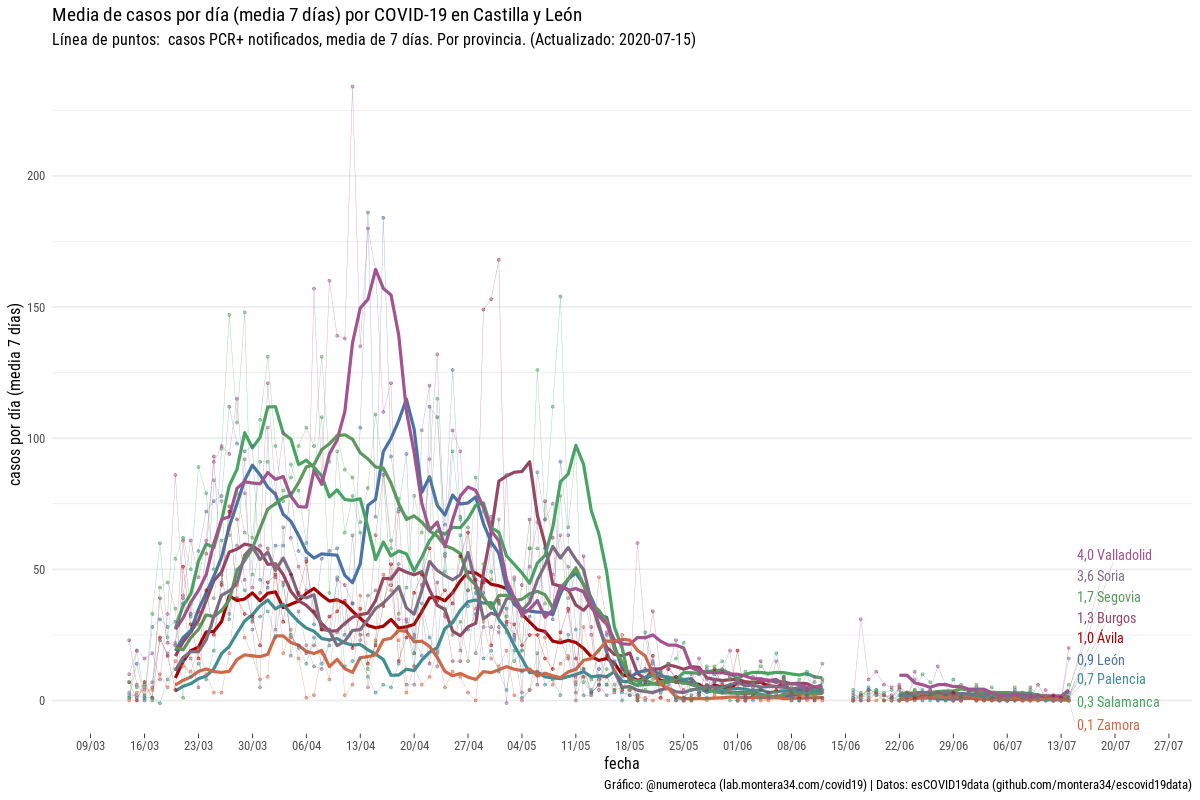 Media de casos por día (media 7 días) por COVID-19 en Castilla y León
Línea de puntos:  casos PCR+ notificados, media de 7 días. Por provincia. (Actualizado: 2020-07-15)
casos por día (media 7 días)
200
150
100
50
0
4,0 Valladolid
3,6 Soria
1,7 Segovia
1,3 Burgos
1,0 Ávila
0,9 León
0,7 Palencia
0,3 Salamanca
0,1 Zamora
09/03 16/03 23/03 30/03 06/04 13/04 20/04 27/04 04/05 11/05 18/05 25/05 01/06 08/06 15/06 22/06 29/06 06/07 13/07 20/07 27/07
fecha
Gráfico: @numeroteca (lab.montera34.com/covid19) | Datos: esCOVID19data (github.com/montera34/escovid19data)